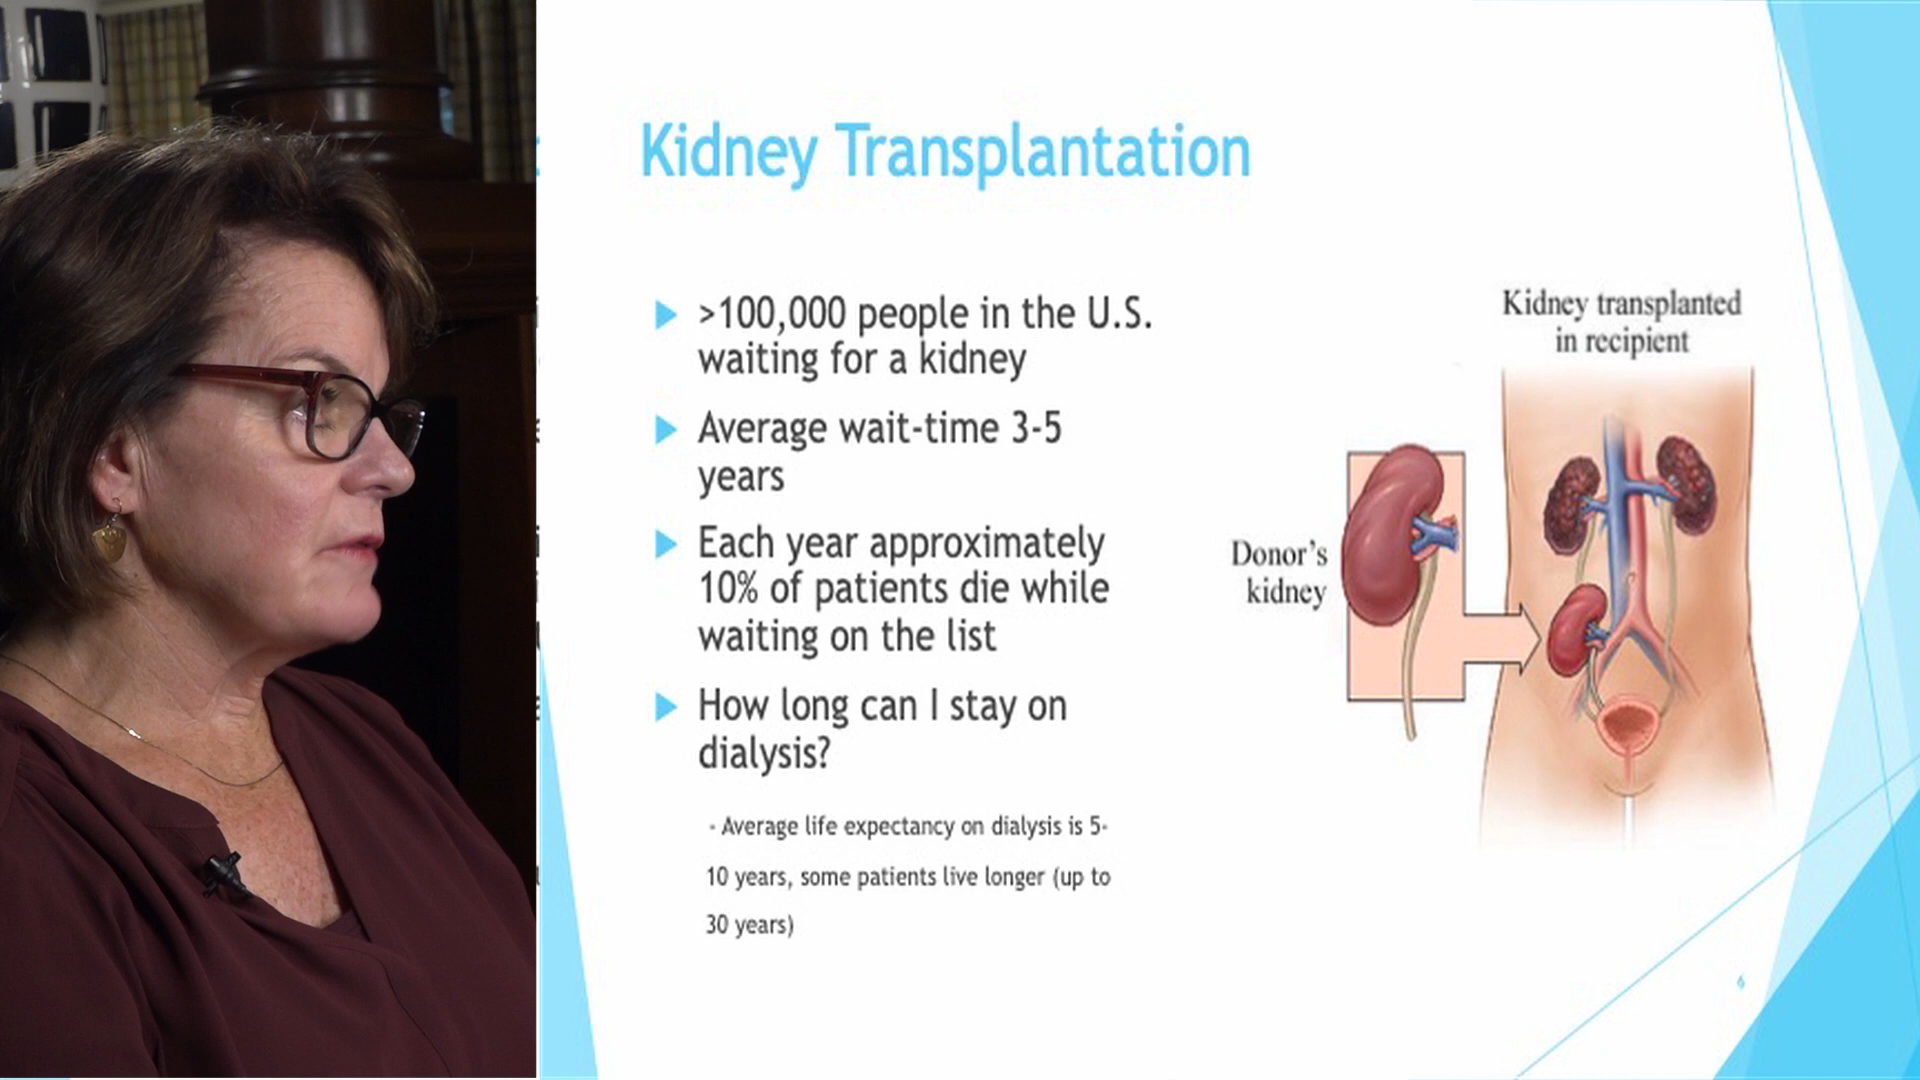 Kidney Transplantation
>100,000 people in the U.S.
waiting for a kidney
Average wait-time 3-5
years
Each year approximately
10% of patients die while
waiting on the list
How long can I stay on
dialysis?
- Average life expectancy on dialysis is 5-
10 years, some patients live longer (up to
30 years)
Kidney transplanted
in recipient
Donor's
kidney
6